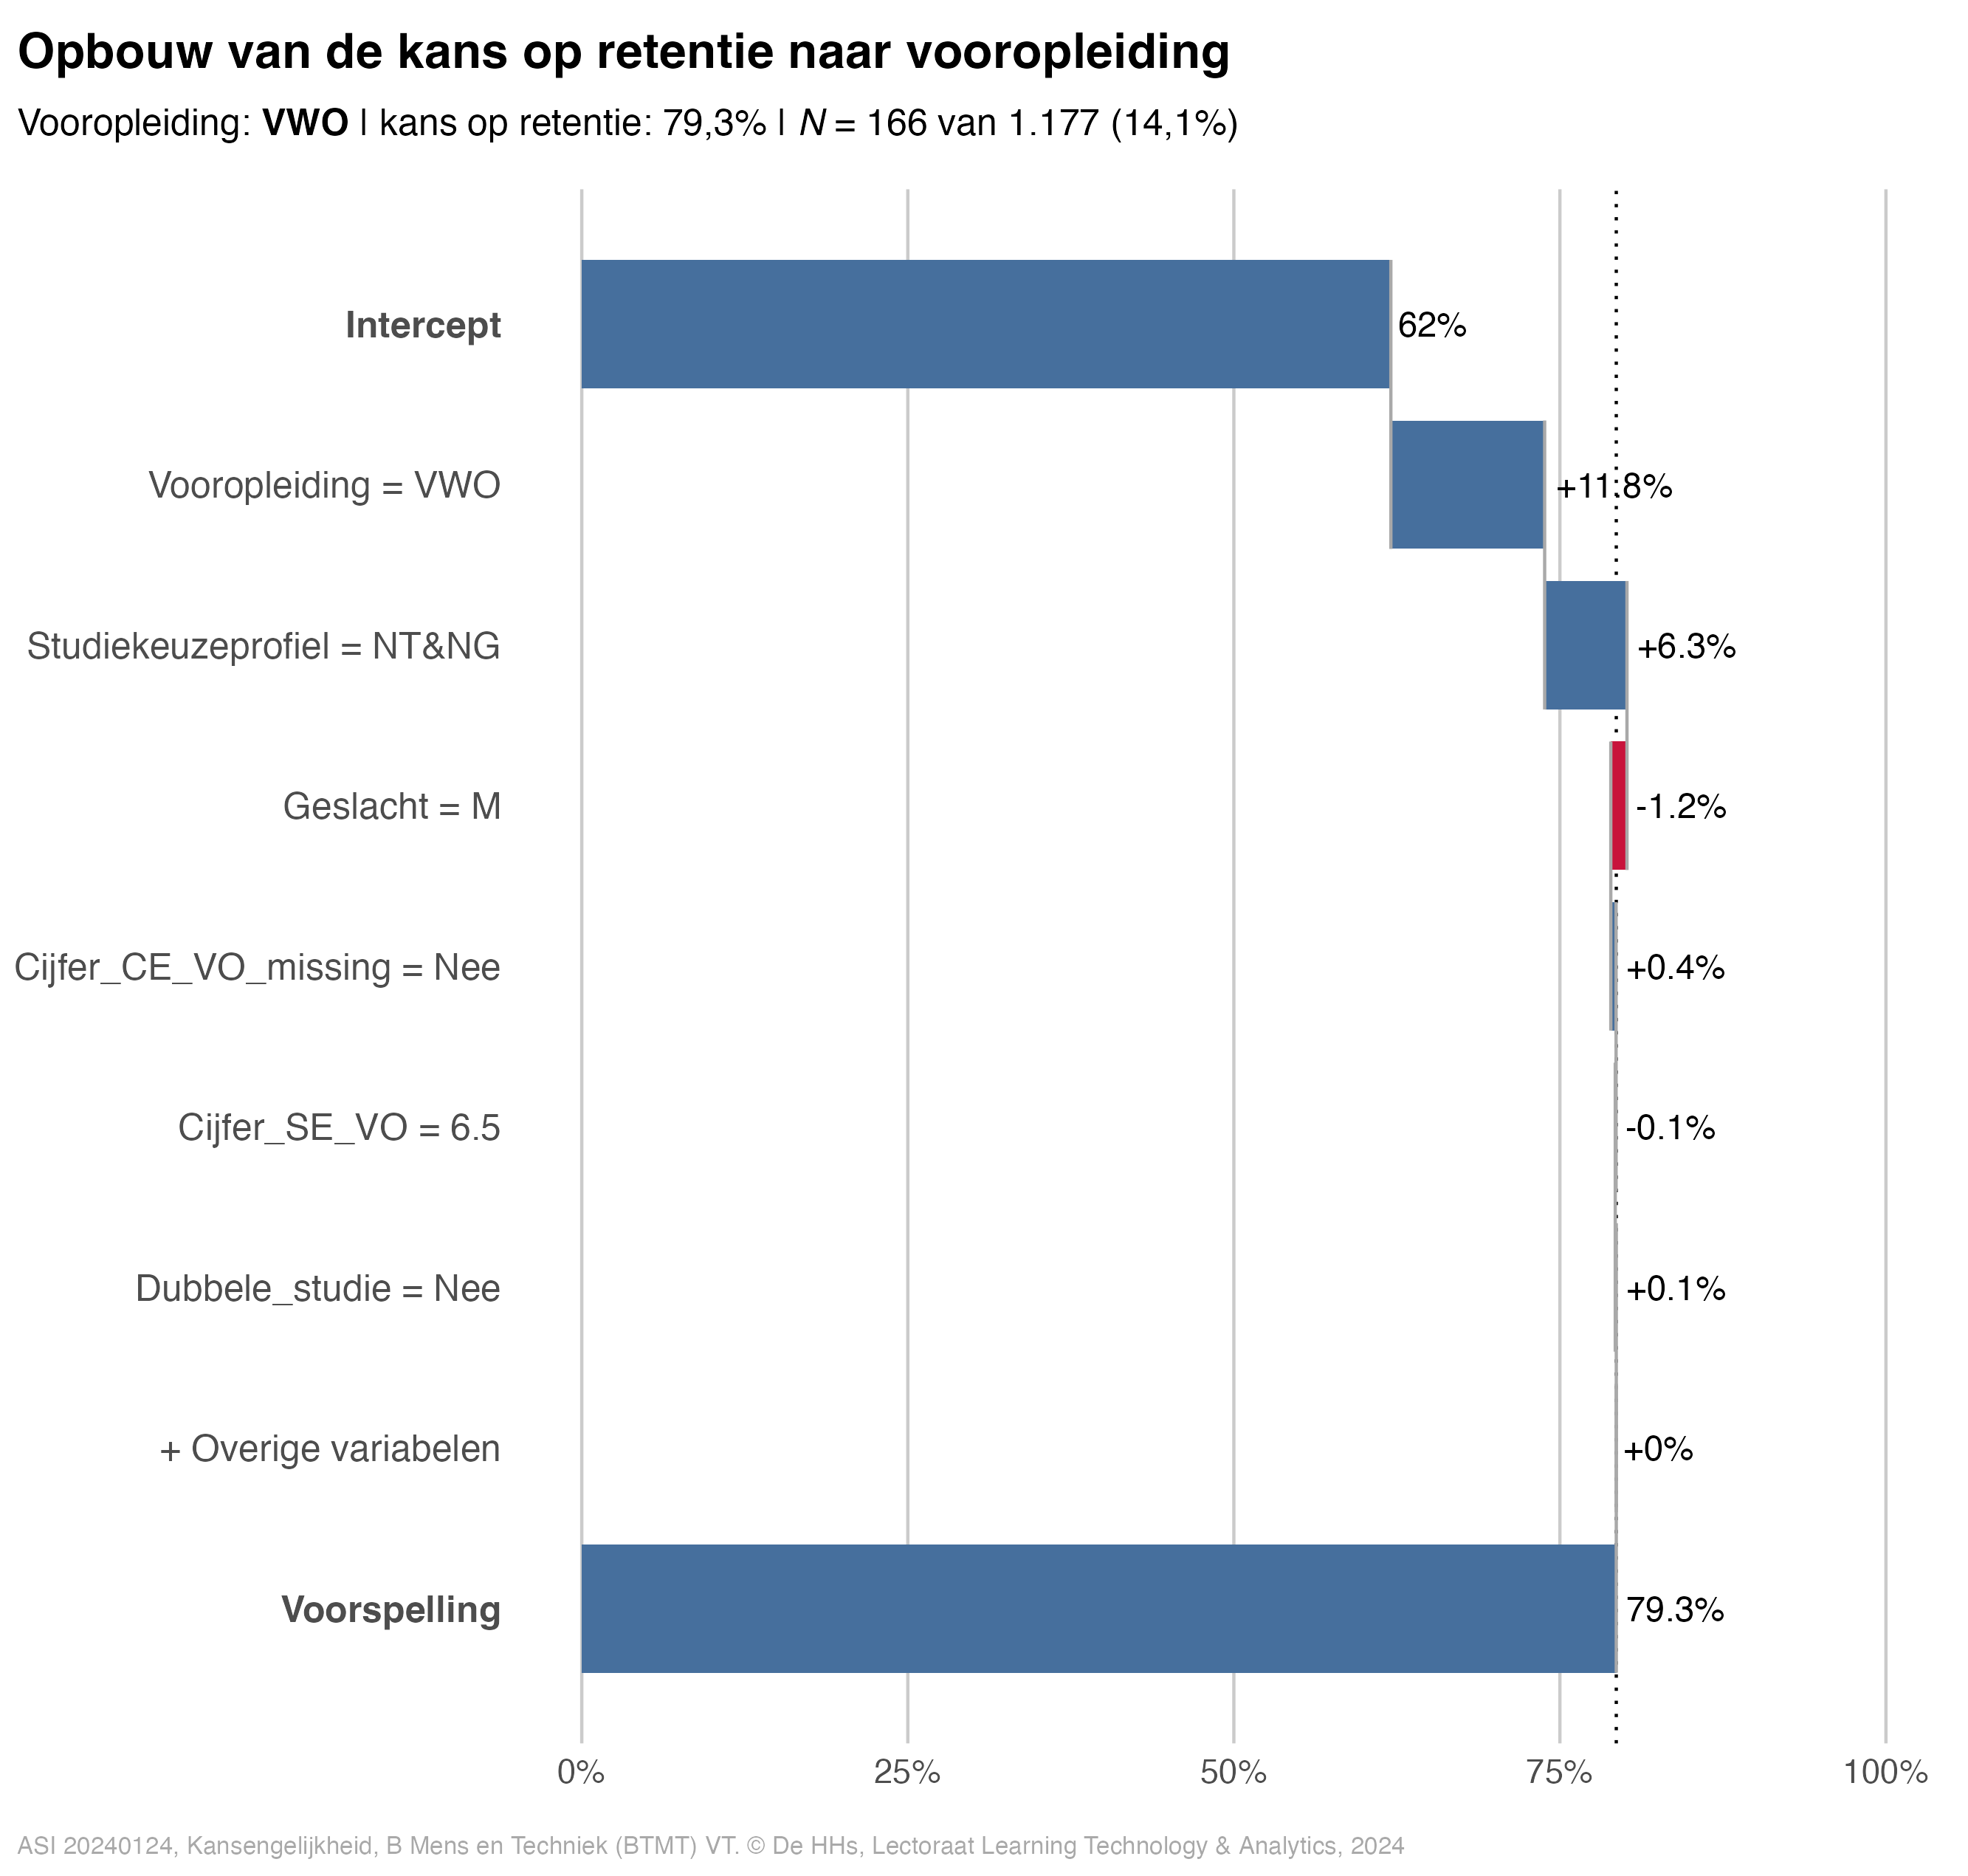 Opbouw van de kans op retentie naar vooropleiding
Vooropleiding: VWO | kans op retentie: 79,3% | N = 166 van 1.177 (14,1%)
Intercept 62%
Vooropleiding = VWO +11.8%
Studiekeuzeprofiel = NT&NG +6.3%
Geslacht = M -1.2%
Cijfer_CE_VO_missing = Nee +0.4%
Cijfer_SE_VO = 6.5 -0.1%
Dubbele_studie = Nee +0.1%
+ Overige variabelen +0%
Voorspelling 79.3%
0% 25% 50% 75% 100%
ASI 20240124, Kansengelijkheid, B Mens en Techniek (BTMT) VT. © De HHs, Lectoraat Learning Technology & Analytics, 2024